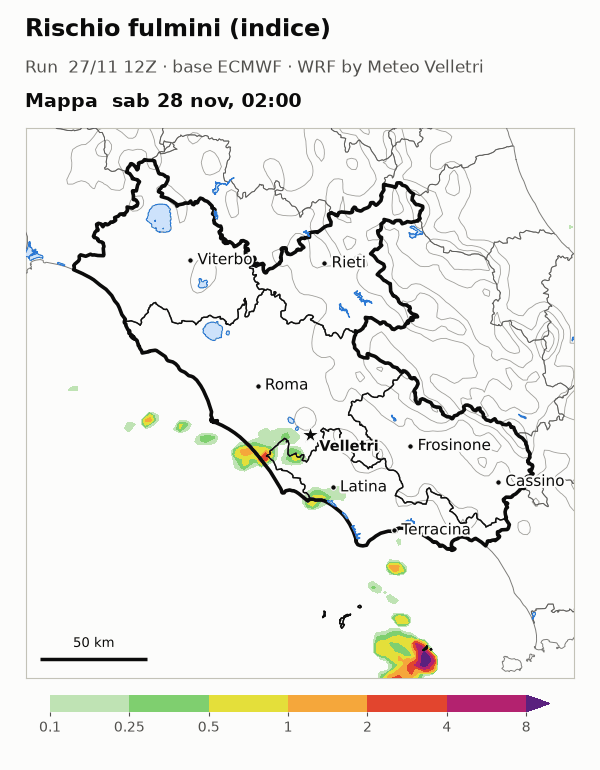 Rischio fulmini (indice)
Run  27/11 12Z · base ECMWF · WRF by Meteo Velletri
Mappa  sab 28 nov, 02:00
Viterbo
Rieti
Roma
Velletri
Frosinone
Cassino
Latina
Terracina
50 km
0.1 0.25 0.5 1 2 4 8